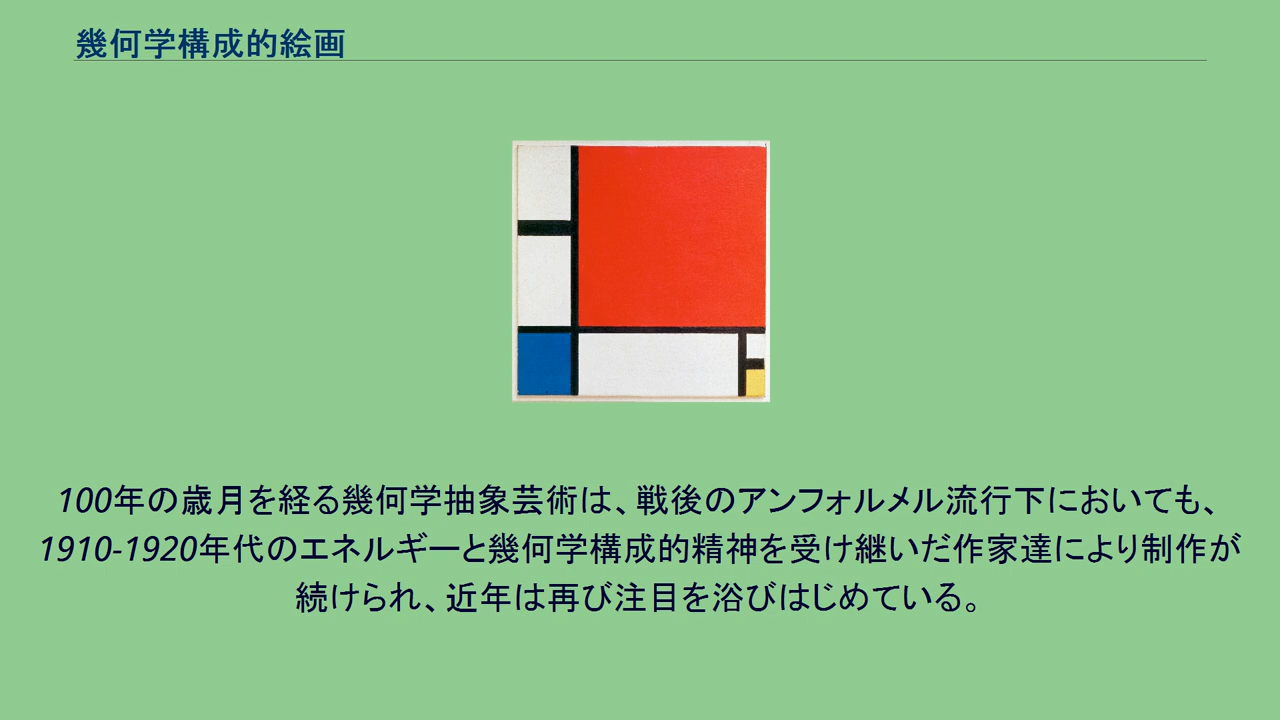 幾何学構成的絵画
100年の歳月を経る幾何学抽象芸術は、戦後のアンフォルメル流行下においても、
1910-1920年代のエネルギーと幾何学構成的精神を受け継いだ作家達により制作が
続けられ、近年は再び注目を浴びはじめている。